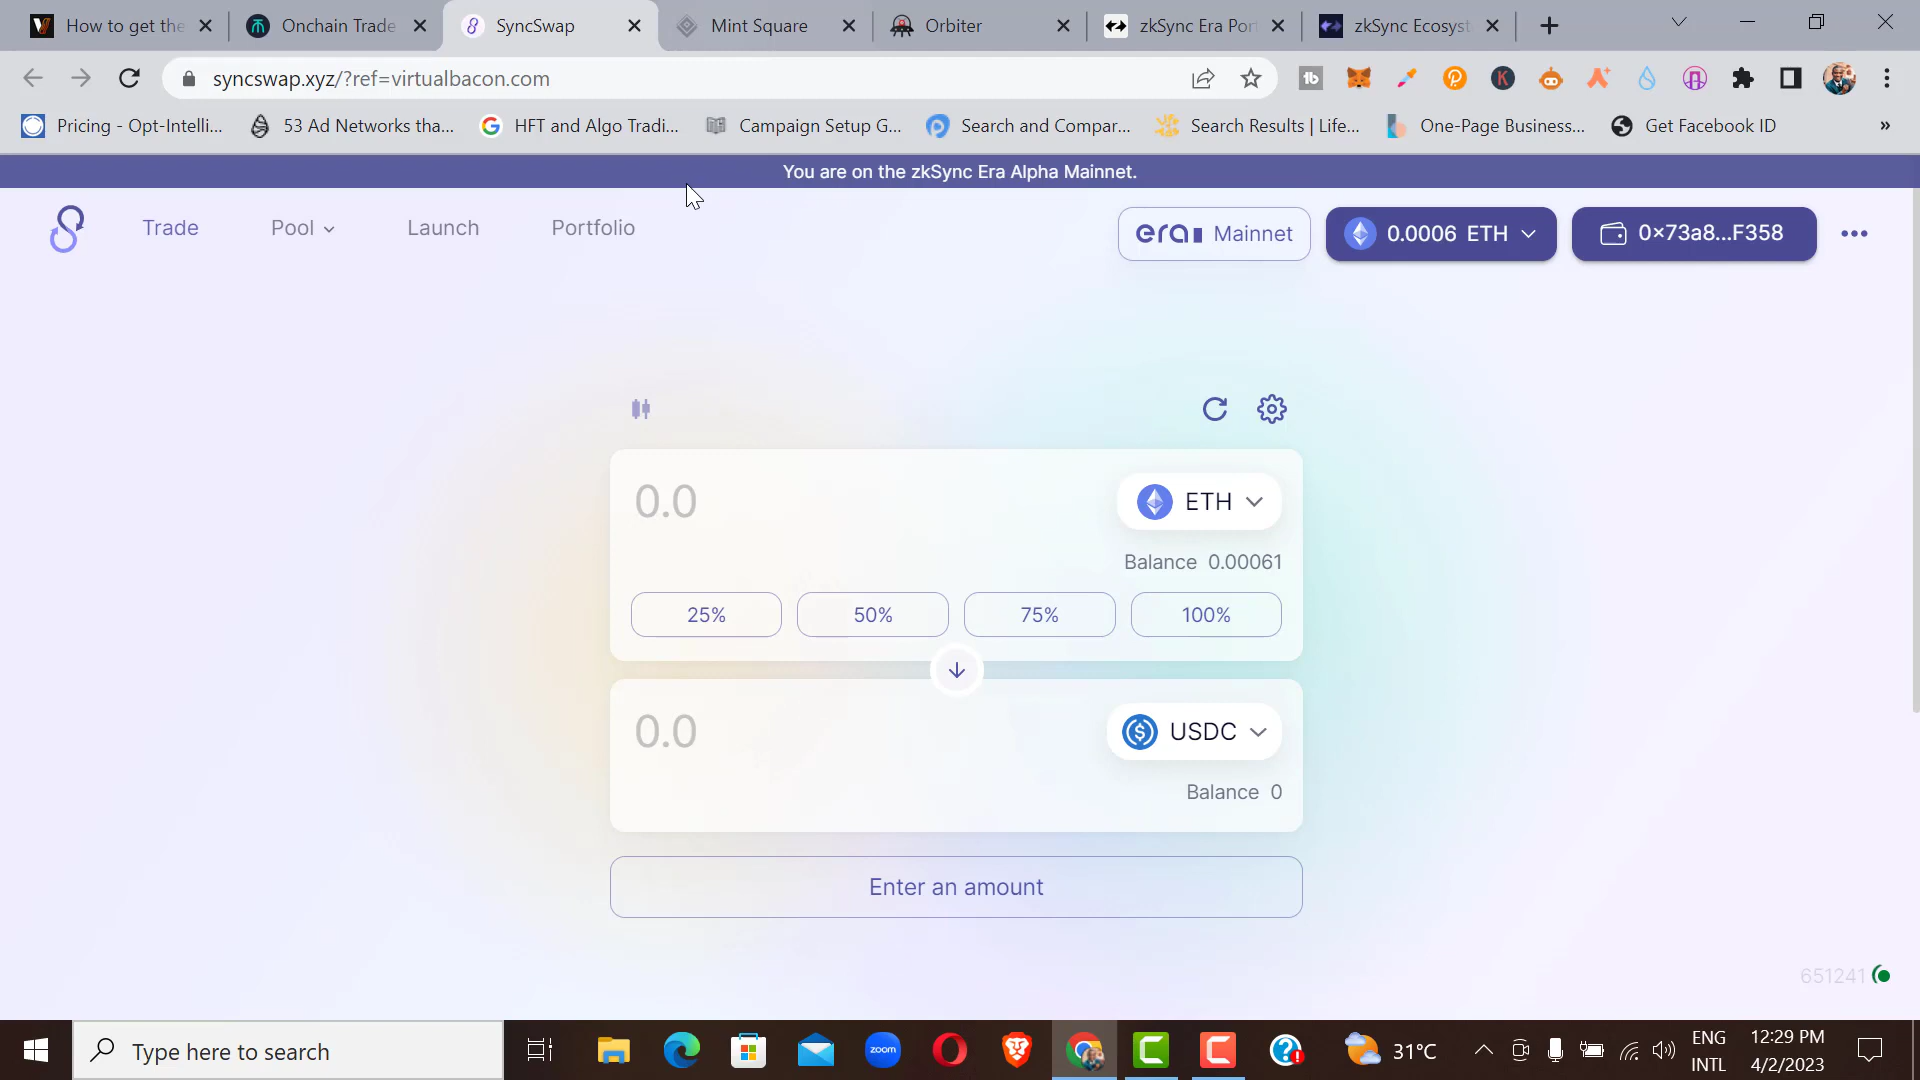 How to get the
Onchain Trade
SyncSwap
Mint Square
Orbiter
zkSync Era Por
zkSync Ecosyst
syncswap.xyz/?ref=virtualbacon.com
Pricing - Opt-Intelli...
53 Ad Networks tha...
HFT and Algo Tradi...
Campaign Setup G...
Search and Compar...
Search Results | Life...
One-Page Business...
Get Facebook ID
»
You are on the zkSync Era Alpha Mainnet.
Trade
Pool
Launch
Portfolio
era Mainnet
0.0006 ETH
0×73a8...F358
0.0
ETH
Balance 0.00061
25%
50%
75%
100%
0.0
USDC
Balance 0
Enter an amount
651241
Type here to search
zoom
31°C
ENG
INTL
12:29 PM
4/2/2023